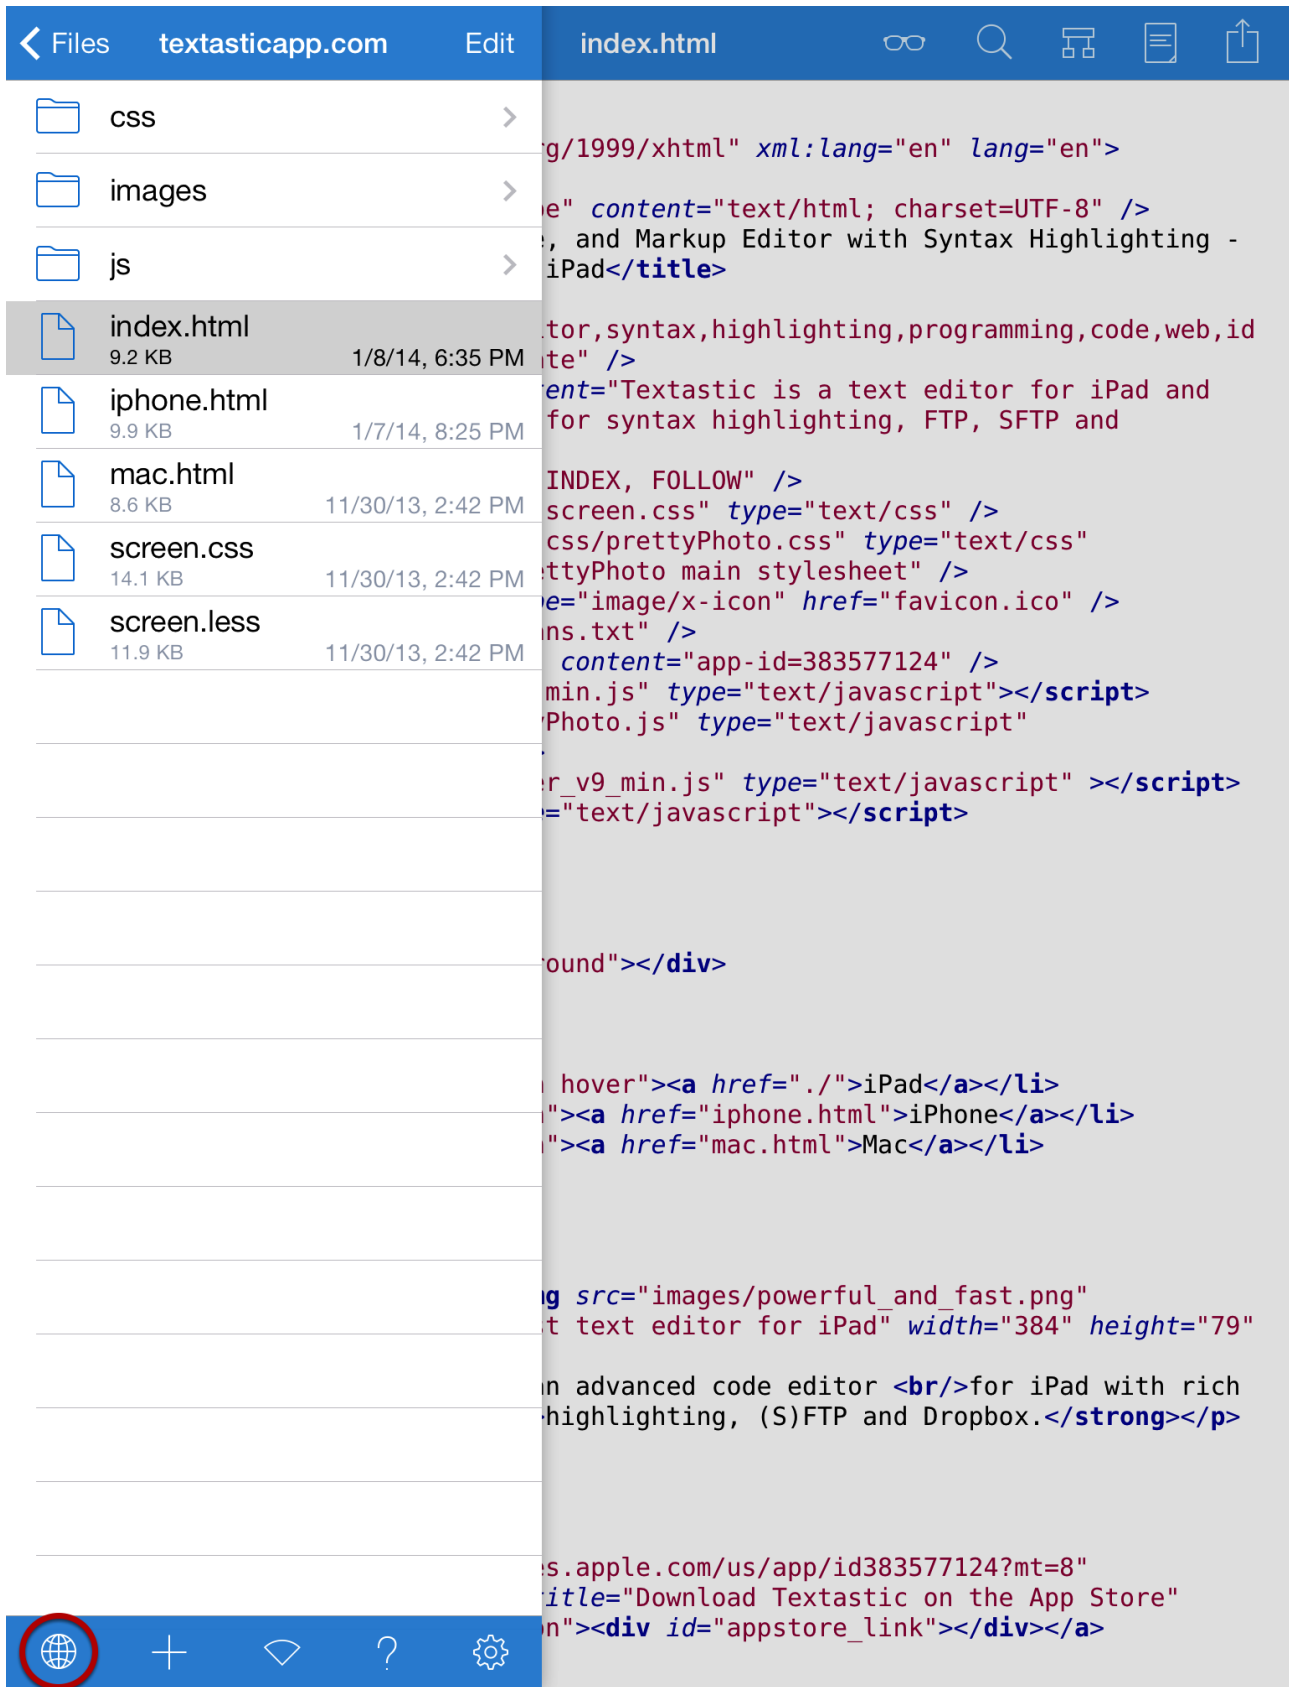 Files
textasticapp.com
Edit
index.html
css
images
js
index.html
9.2 KB
1/8/14, 6:35 PM
iphone.html
9.9 KB
1/7/14, 8:25 PM
mac.html
8.6 KB
11/30/13, 2:42 PM
screen.css
14.1 KB
11/30/13, 2:42 PM
screen.less
11.9 KB
11/30/13, 2:42 PM
g/1999/xhtml" xml:lang="en" lang="en">
e" content="text/html; charset=UTF-8" />
, and Markup Editor with Syntax Highlighting -
iPad</title>
tor,syntax,highlighting,programming,code,web,id
te" />
ent="Textastic is a text editor for iPad and
for syntax highlighting, FTP, SFTP and
INDEX, FOLLOW" />
screen.css" type="text/css" />
css/prettyPhoto.css" type="text/css"
ttyPhoto main stylesheet" />
e="image/x-icon" href="favicon.ico" />
ns.txt" />
content="app-id=383577124" />
min.js" type="text/javascript"></script>
Photo.js" type="text/javascript"
>
r_v9_min.js" type="text/javascript" ></script>
="text/javascript"></script>
ound"></div>
hover"><a href="./">iPad</a></li>
"><a href="iphone.html">iPhone</a></li>
"><a href="mac.html">Mac</a></li>
g src="images/powerful_and_fast.png"
t text editor for iPad" width="384" height="79"
n advanced code editor <br/>for iPad with rich
>highlighting, (S)FTP and Dropbox.</strong></p>
s.apple.com/us/app/id383577124?mt=8"
itle="Download Textastic on the App Store"
n"><div id="appstore_link"></div></a>